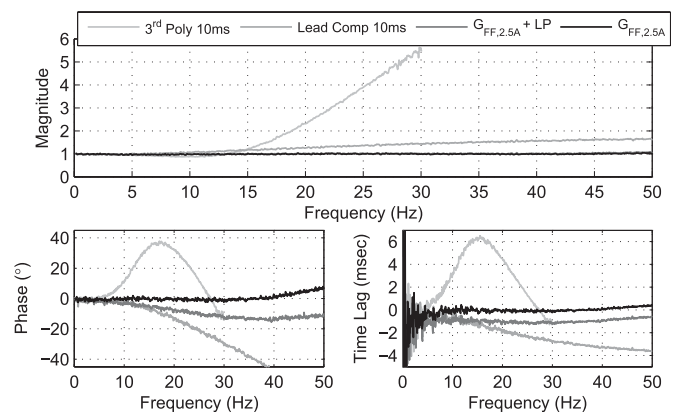 3rd Poly 10ms Lead Comp 10ms GFF,2.5A + LP GFF,2.5A
6
5
4
3
2
1
0
Magnitude
0 5 10 15 20 25 30 35 40 45 50
Frequency (Hz)
40
20
0
−20
−40
Phase (°)
0 10 20 30 40 50
Frequency (Hz)
6
4
2
0
−2
−4
Time Lag (msec)
0 10 20 30 40 50
Frequency (Hz)